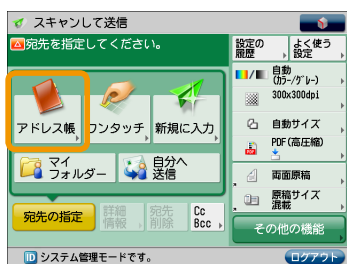 スキャンして送信
宛先を指定してください。
設定の
履歴
よく使う
設定
自動
(カラー/グレー)
300x300dpi
アドレス帳
ワンタッチ
新規に入力
自動サイズ
PDF(高圧縮)
マイ
フォルダー
自分へ
送信
両面原稿
原稿サイズ
混載
宛先の指定
詳細
情報
宛先
削除
Cc
Bcc
その他の機能
ID システム管理モードです。
ログアウト